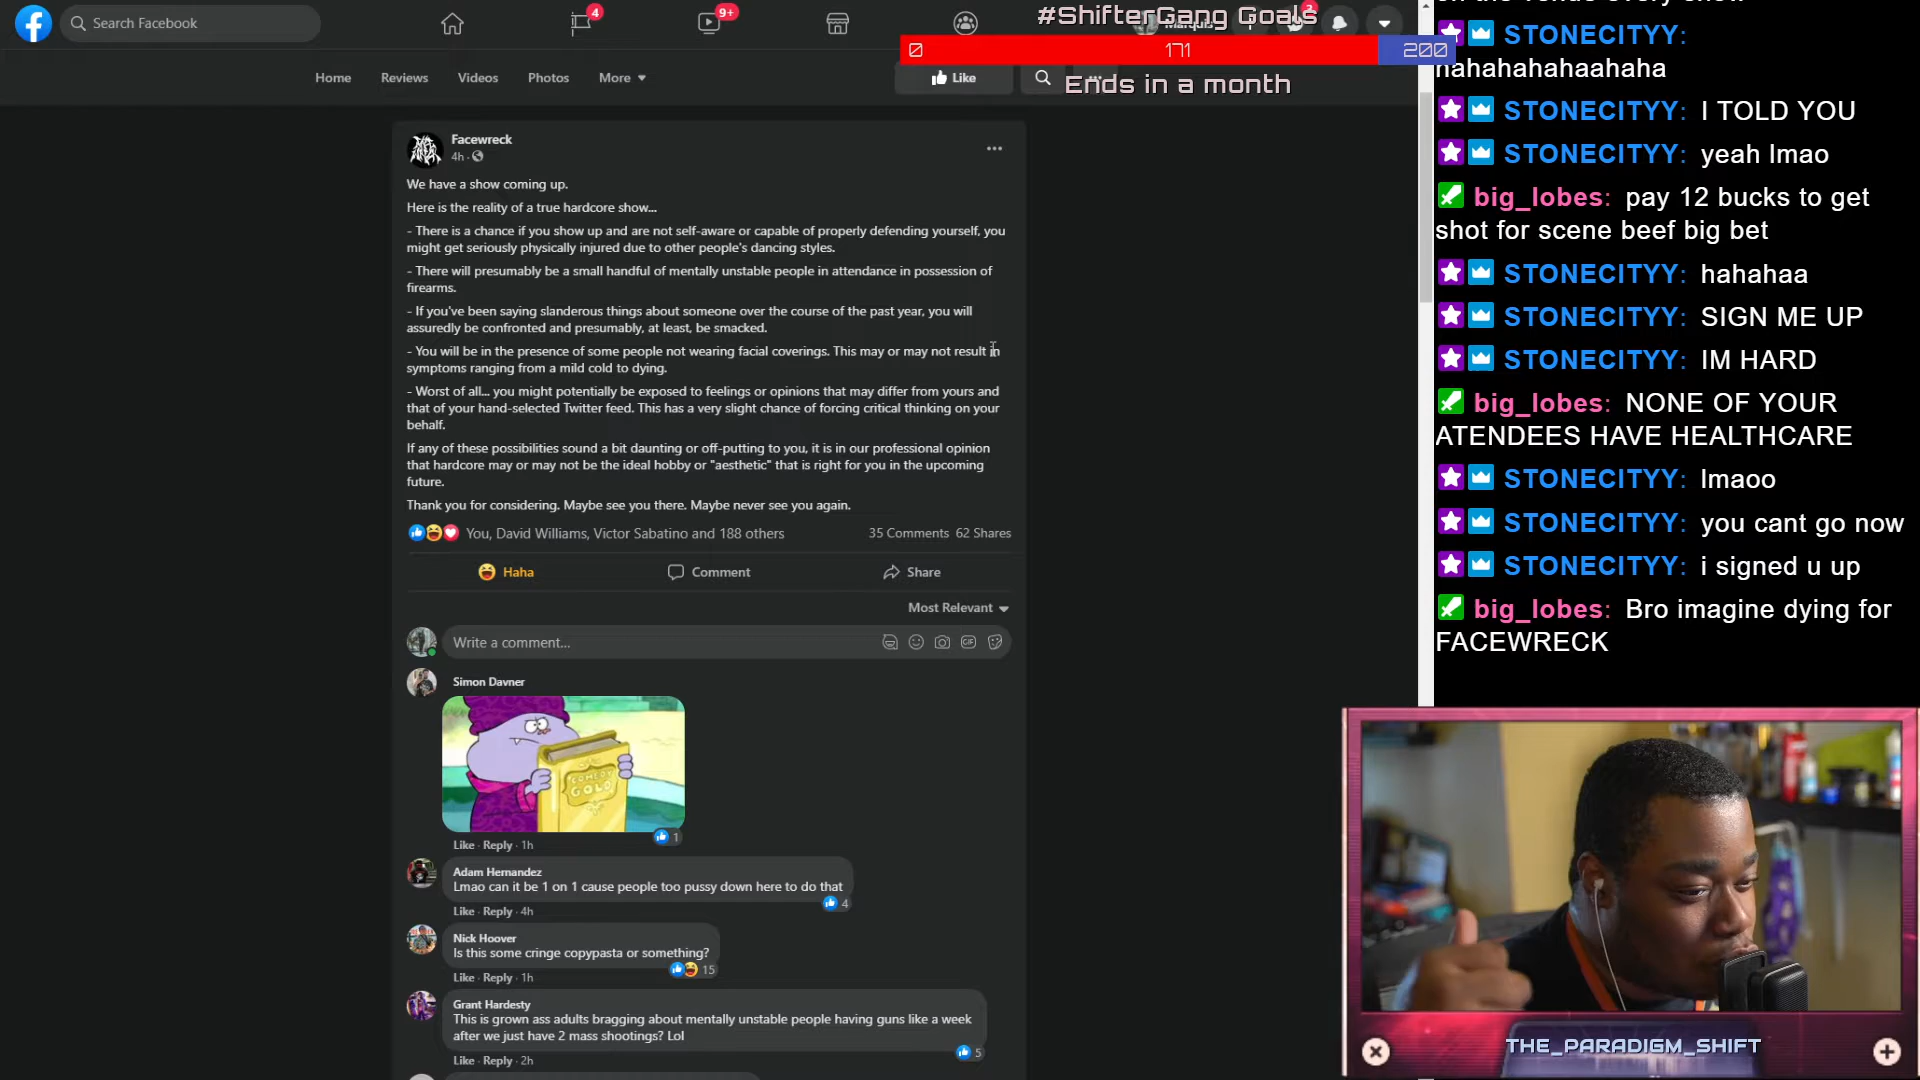 Search Facebook
4
9+
#ShifterGang Goals
Marquis
2
0
171
200
Ends in a month
Home
Reviews
Videos
Photos
More
Like
Facewreck
4h
We have a show coming up.
Here is the reality of a true hardcore show...
- There is a chance if you show up and are not self-aware or capable of properly defending yourself, you
might get seriously physically injured due to other people's dancing styles.
- There will presumably be a small handful of mentally unstable people in attendance in possession of
firearms.
- If you've been saying slanderous things about someone over the course of the past year, you will
assuredly be confronted and presumably, at least, be smacked.
- You will be in the presence of some people not wearing facial coverings. This may or may not result in
symptoms ranging from a mild cold to dying.
- Worst of all... you might potentially be exposed to feelings or opinions that may differ from yours and
that of your hand-selected Twitter feed. This has a very slight chance of forcing critical thinking on your
behalf.
If any of these possibilities sound a bit daunting or off-putting to you, it is in our professional opinion
that hardcore may or may not be the ideal hobby or "aesthetic" that is right for you in the upcoming
future.
Thank you for considering. Maybe see you there. Maybe never see you again.
You, David Williams, Victor Sabatino and 188 others
35 Comments 62 Shares
Haha
Comment
Share
Most Relevant
Write a comment...
GIF
Simon Davner
COMEDY
GOLD
1
Like · Reply · 1h
Adam Hernandez
Lmao can it be 1 on 1 cause people too pussy down here to do that
4
Like · Reply · 4h
Nick Hoover
Is this some cringe copypasta or something?
15
Like · Reply · 1h
Grant Hardesty
This is grown ass adults bragging about mentally unstable people having guns like a week
after we just have 2 mass shootings? Lol
5
Like · Reply · 2h
STONECITYY:
hahahahahaahaha
STONECITYY: I TOLD YOU
STONECITYY: yeah lmao
big_lobes: pay 12 bucks to get
shot for scene beef big bet
STONECITYY: hahahaa
STONECITYY: SIGN ME UP
STONECITYY: IM HARD
big_lobes: NONE OF YOUR
ATENDEES HAVE HEALTHCARE
STONECITYY: lmaoo
STONECITYY: you cant go now
STONECITYY: i signed u up
big_lobes: Bro imagine dying for
FACEWRECK
THE_PARADIGM_SHIFT